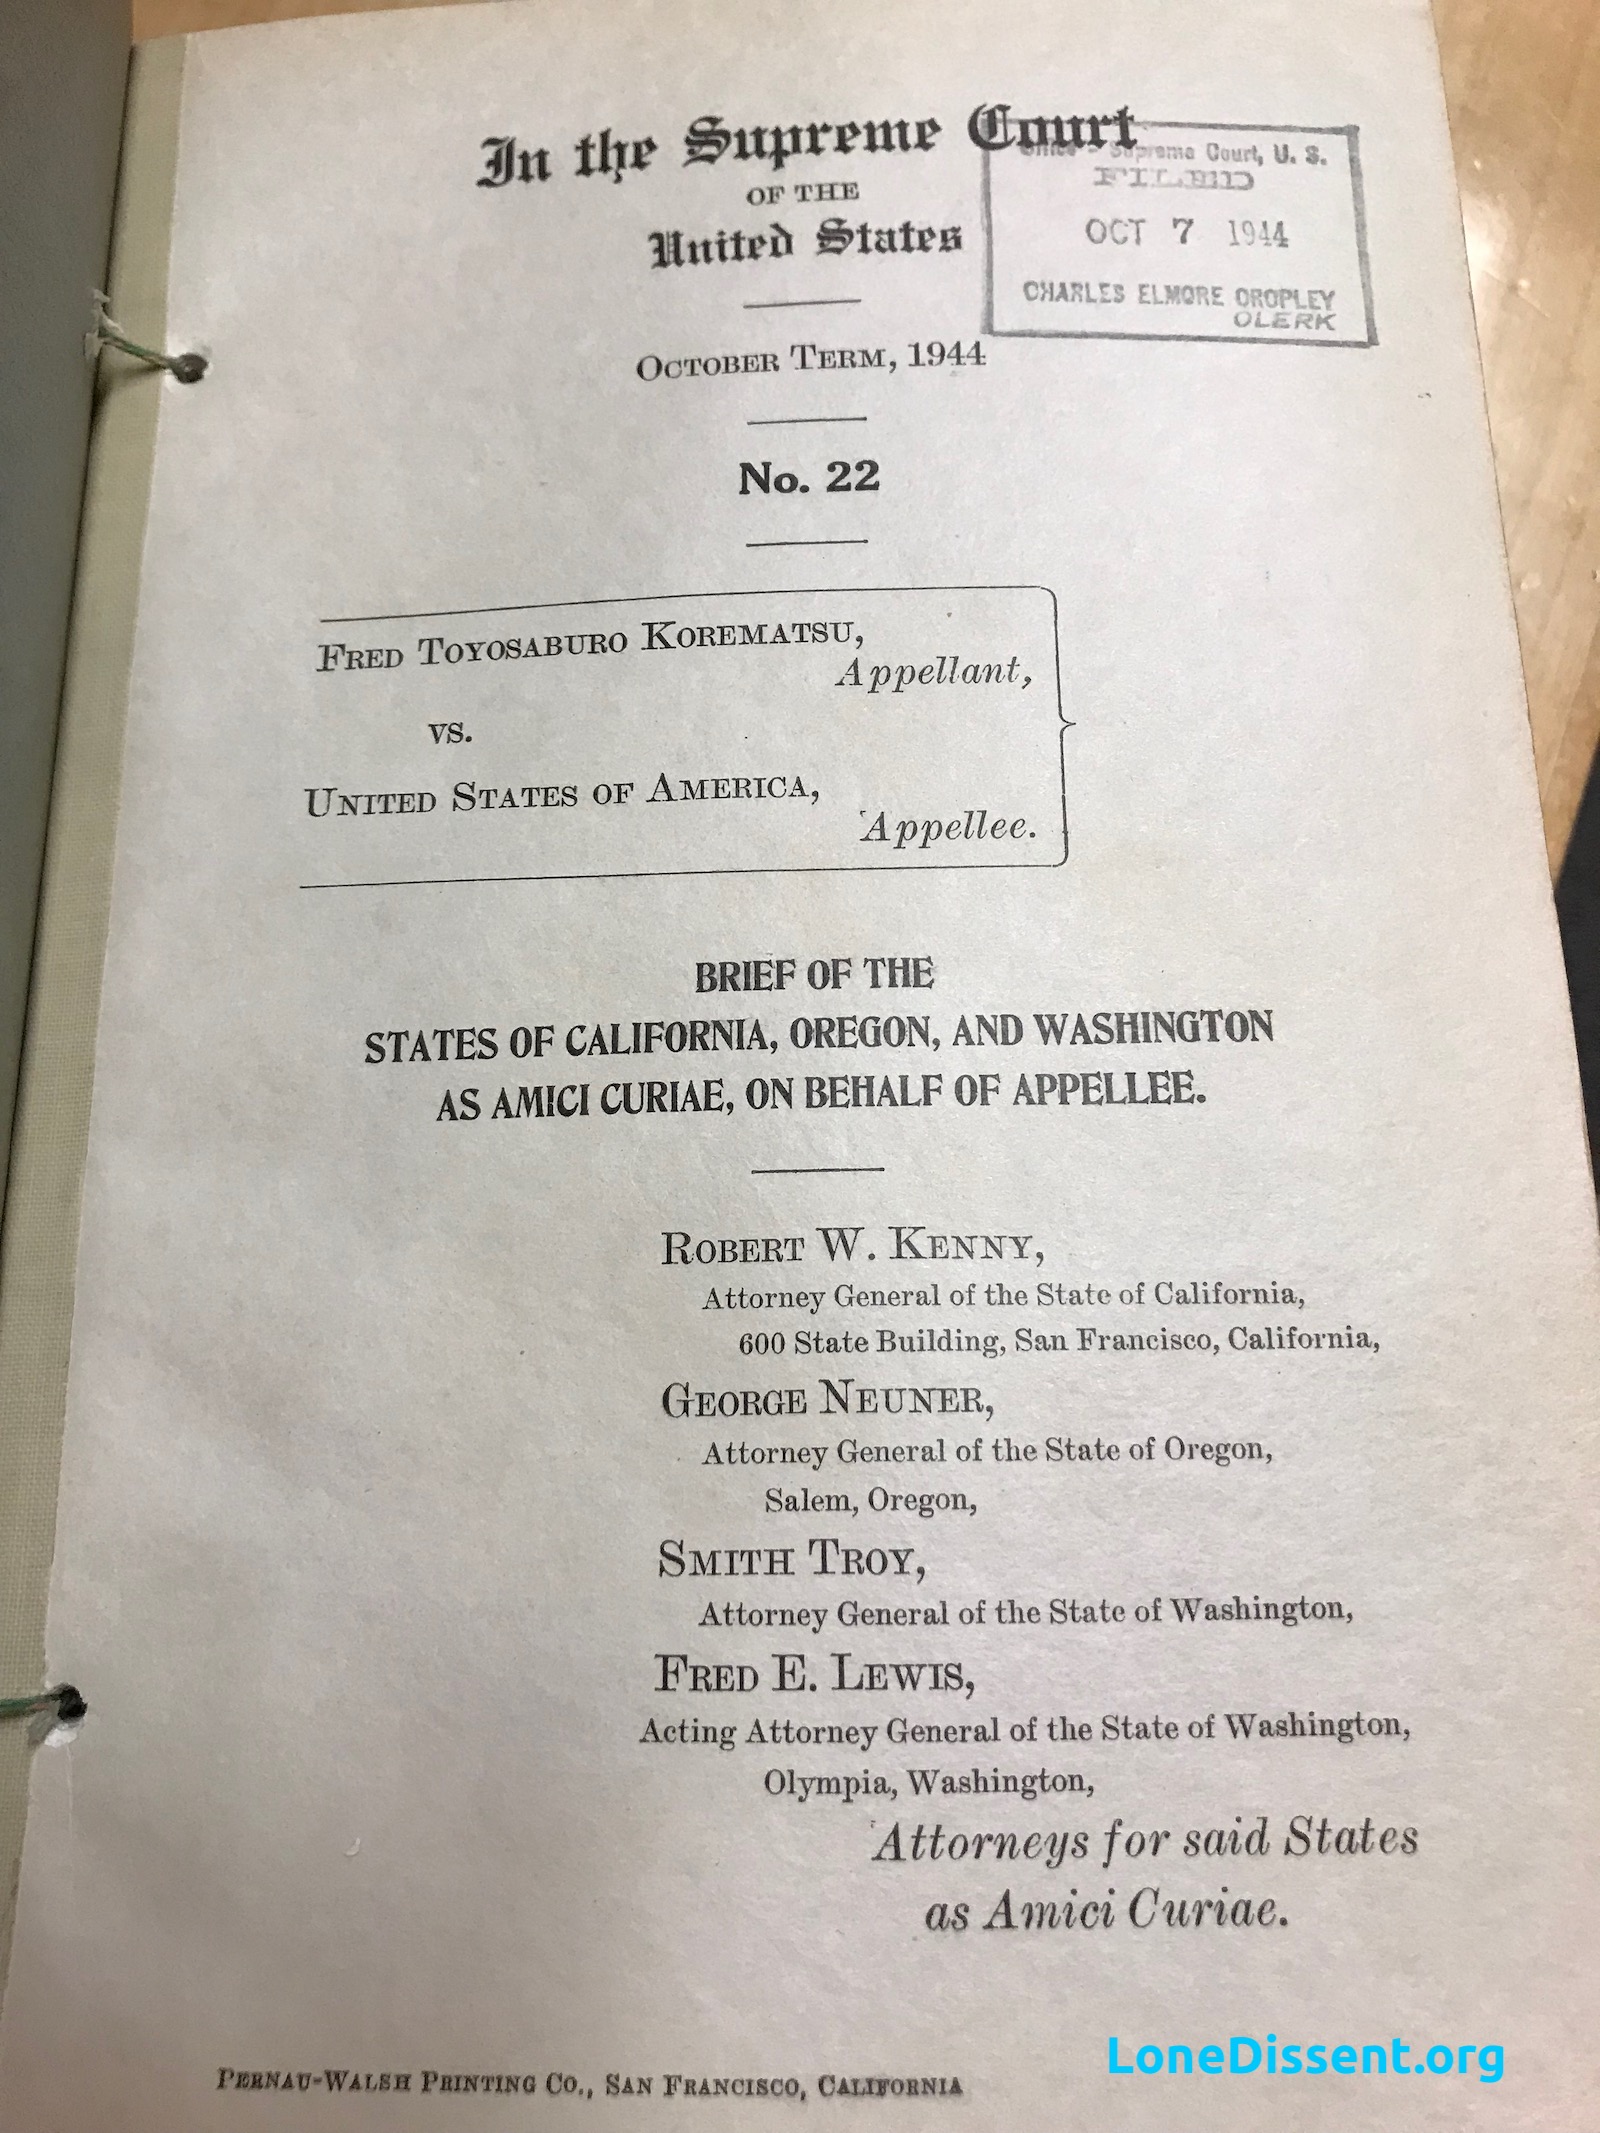 In the Supreme Court
OF THE
United States
Office - Supreme Court, U. S.
FILED
OCT 7 1944
CHARLES ELMORE CROPLEY
CLERK
OCTOBER TERM, 1944
No. 22
FRED TOYOSABURO KOREMATSU,
Appellant,
vs.
UNITED STATES OF AMERICA,
Appellee.
BRIEF OF THE
STATES OF CALIFORNIA, OREGON, AND WASHINGTON
AS AMICI CURIAE, ON BEHALF OF APPELLEE.
ROBERT W. KENNY,
Attorney General of the State of California,
600 State Building, San Francisco, California,
GEORGE NEUNER,
Attorney General of the State of Oregon,
Salem, Oregon,
SMITH TROY,
Attorney General of the State of Washington,
FRED E. LEWIS,
Acting Attorney General of the State of Washington,
Olympia, Washington,
Attorneys for said States
as Amici Curiae.
PERNAU-WALSH PRINTING CO., SAN FRANCISCO, CALIFORNIA
LoneDissent.org